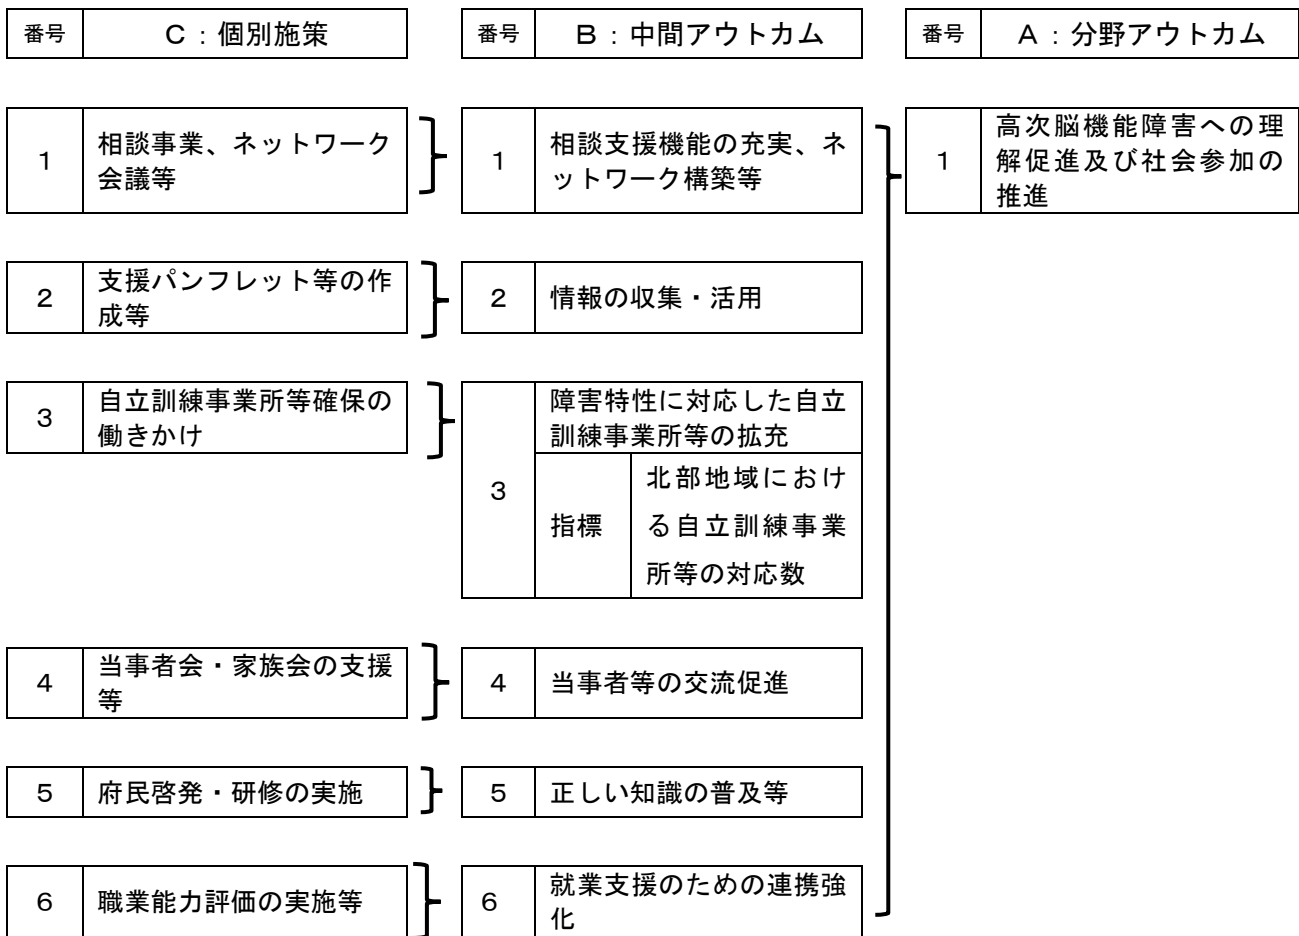 番号 C：個別施策 番号 B：中間アウトカム 番号 A：分野アウトカム
1
相談事業、ネットワーク
会議等
1
相談支援機能の充実、ネ
ットワーク構築等
1
高次脳機能障害への理
解促進及び社会参加の
推進
2
支援パンフレット等の作
成等
2
情報の収集・活用
3
自立訓練事業所等確保の
働きかけ
3
障害特性に対応した自立
訓練事業所等の拡充
指標
北部地域におけ
る自立訓練事業
所等の対応数
4
当事者会・家族会の支援
等
4
当事者等の交流促進
5
府民啓発・研修の実施
5
正しい知識の普及等
6
職業能力評価の実施等
6
就業支援のための連携強
化